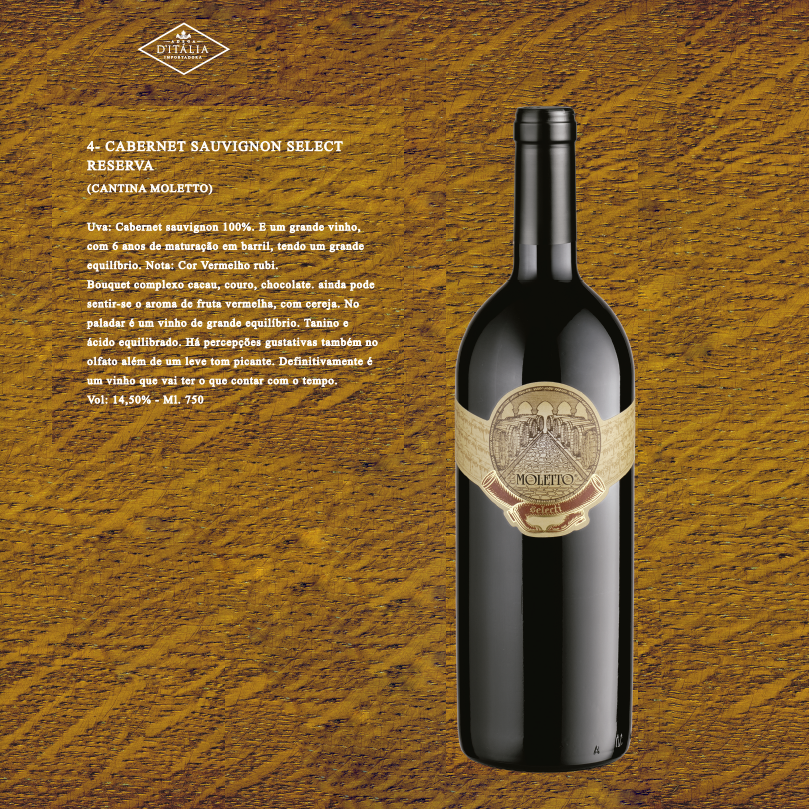 ADEGA
D'ITÁLIA
IMPORTADORA
4- CABERNET SAUVIGNON SELECT
RESERVA
(CANTINA MOLETTO)
Uva: Cabernet sauvignon 100%. E um grande vinho,
com 6 anos de maturação em barril, tendo um grande
equilíbrio. Nota: Cor Vermelho rubi.
Bouquet complexo cacau, couro, chocolate. ainda pode
sentir-se o aroma de fruta vermelha, com cereja. No
paladar é um vinho de grande equilíbrio. Tanino e
ácido equilibrado. Há percepções gustativas também no
olfato além de um leve tom picante. Definitivamente é
um vinho que vai ter o que contar com o tempo.
Vol: 14,50% - Ml. 750
MOLETTO
Selecti